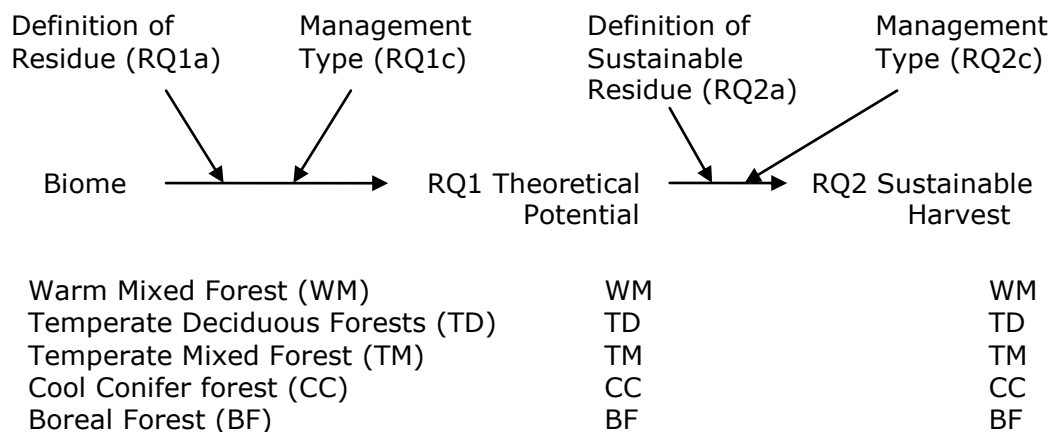 Definition of
Residue (RQ1a)
Management
Type (RQ1c)
Definition of
Sustainable
Residue (RQ2a)
Management
Type (RQ2c)
Biome
RQ1 Theoretical
Potential
RQ2 Sustainable
Harvest
Warm Mixed Forest (WM) WM WM
Temperate Deciduous Forests (TD) TD TD
Temperate Mixed Forest (TM) TM TM
Cool Conifer forest (CC) CC CC
Boreal Forest (BF) BF BF